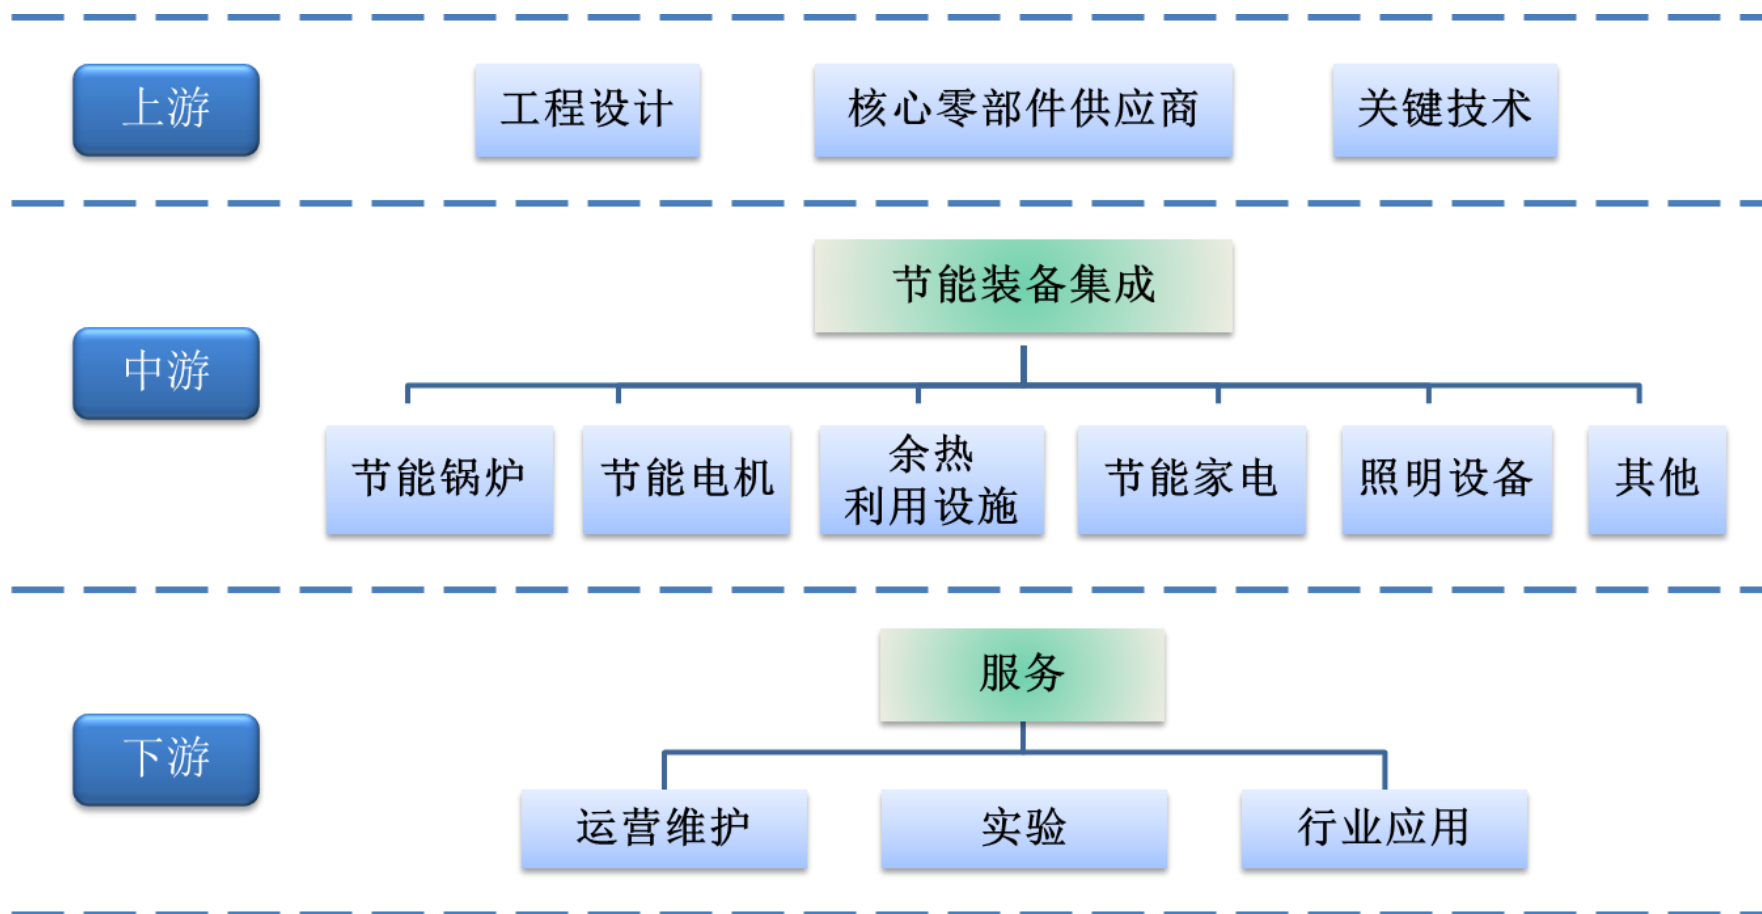 上游
工程设计
核心零部件供应商
关键技术
节能装备集成
中游
节能锅炉
节能电机
余热
利用设施
节能家电
照明设备
其他
服务
下游
运营维护
实验
行业应用